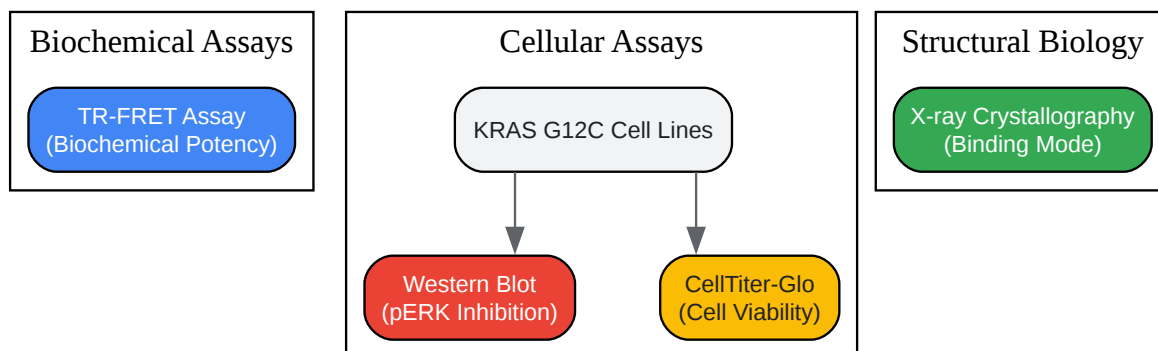 Biochemical Assays
TR-FRET Assay
(Biochemical Potency)
Cellular Assays
KRAS G12C Cell Lines
Western Blot
(pERK Inhibition)
CellTiter-Glo
(Cell Viability)
Structural Biology
X-ray Crystallography
(Binding Mode)